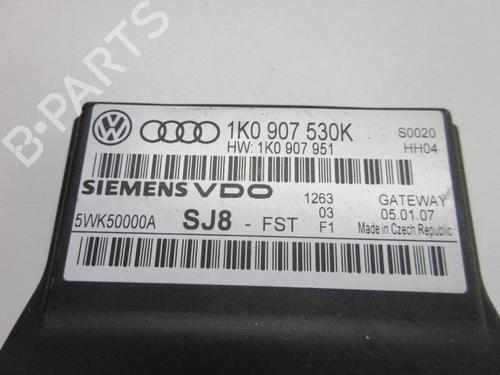 1K0 907 530K S0020
HW: 1K0 907 951 HH04
SIEMENS VDO 1263 GATEWAY
03 05.01.07
5WK50000A SJ8 - FST F1 Made in Czech Republic
B-PARTS